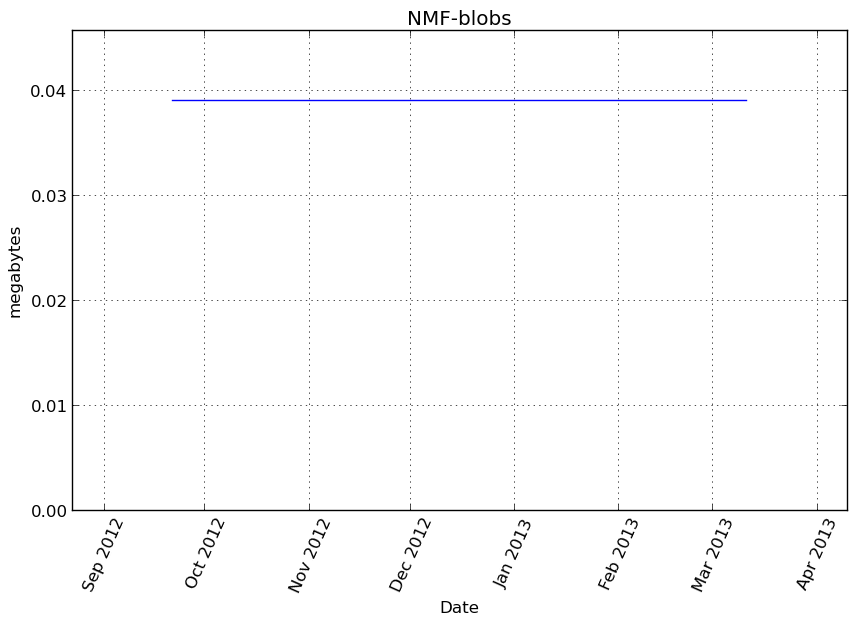 NMF-blobs
0.04
0.03
0.02
0.01
0.00
megabytes
Sep 2012
Oct 2012
Nov 2012
Dec 2012
Jan 2013
Feb 2013
Mar 2013
Apr 2013
Date